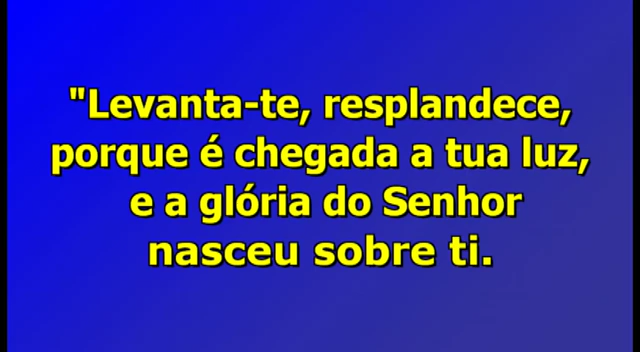 "Levanta-te, resplandece,
porque é chegada a tua luz,
e a glória do Senhor
nasceu sobre ti.